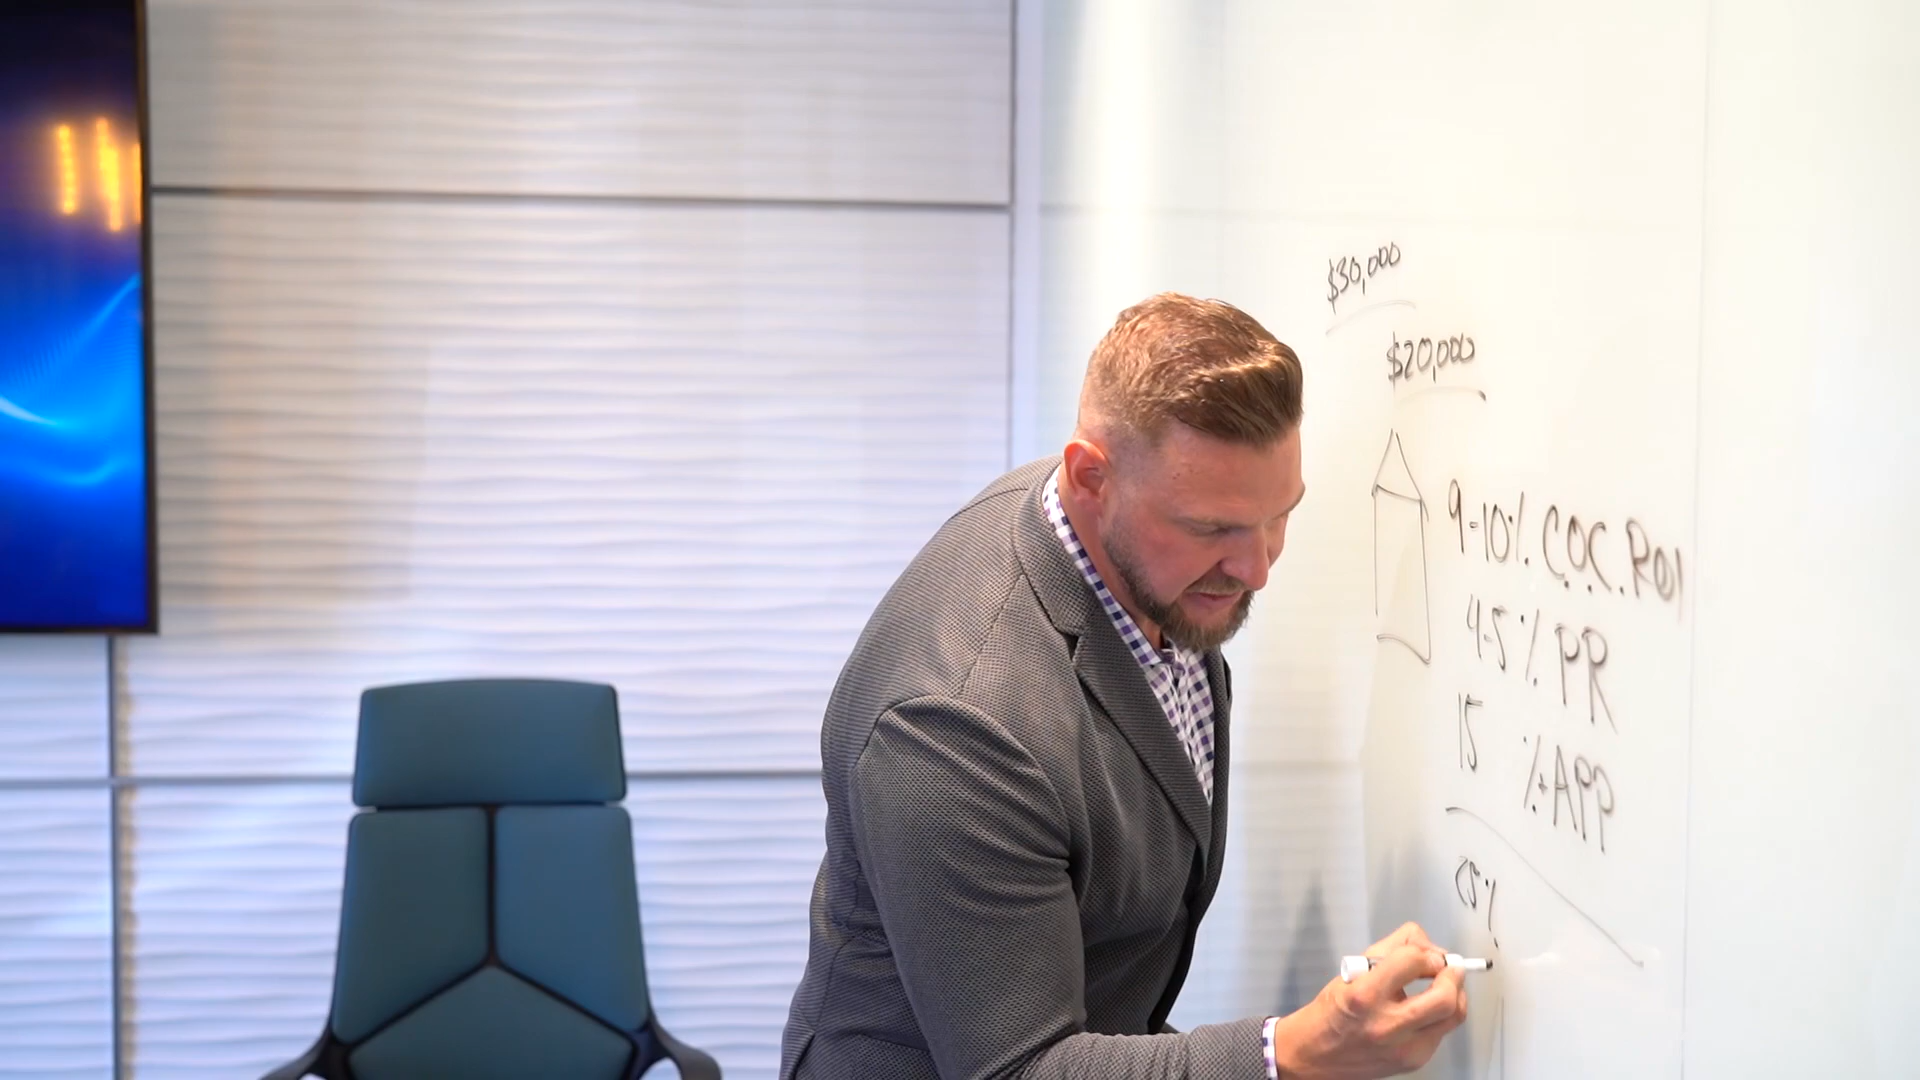 $30,000
$20,000
9-10% C.O.C. ROI
4-5% PR
15 %+APP
25%